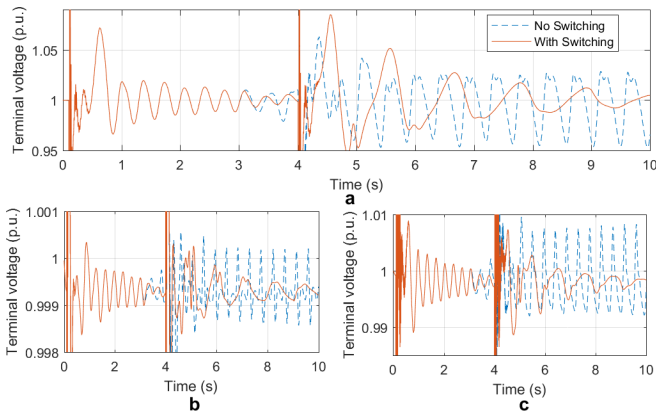 Terminal voltage (p.u.)
1.05
1
0.95
No Switching
With Switching
0 1 2 3 4 5 6 7 8 9 10
Time (s)
a
Terminal voltage (p.u.)
1.001
1
0.999
0.998
0 2 4 6 8 10
Time (s)
b
Terminal voltage (p.u.)
1.01
1
0.99
0 2 4 6 8 10
Time (s)
c